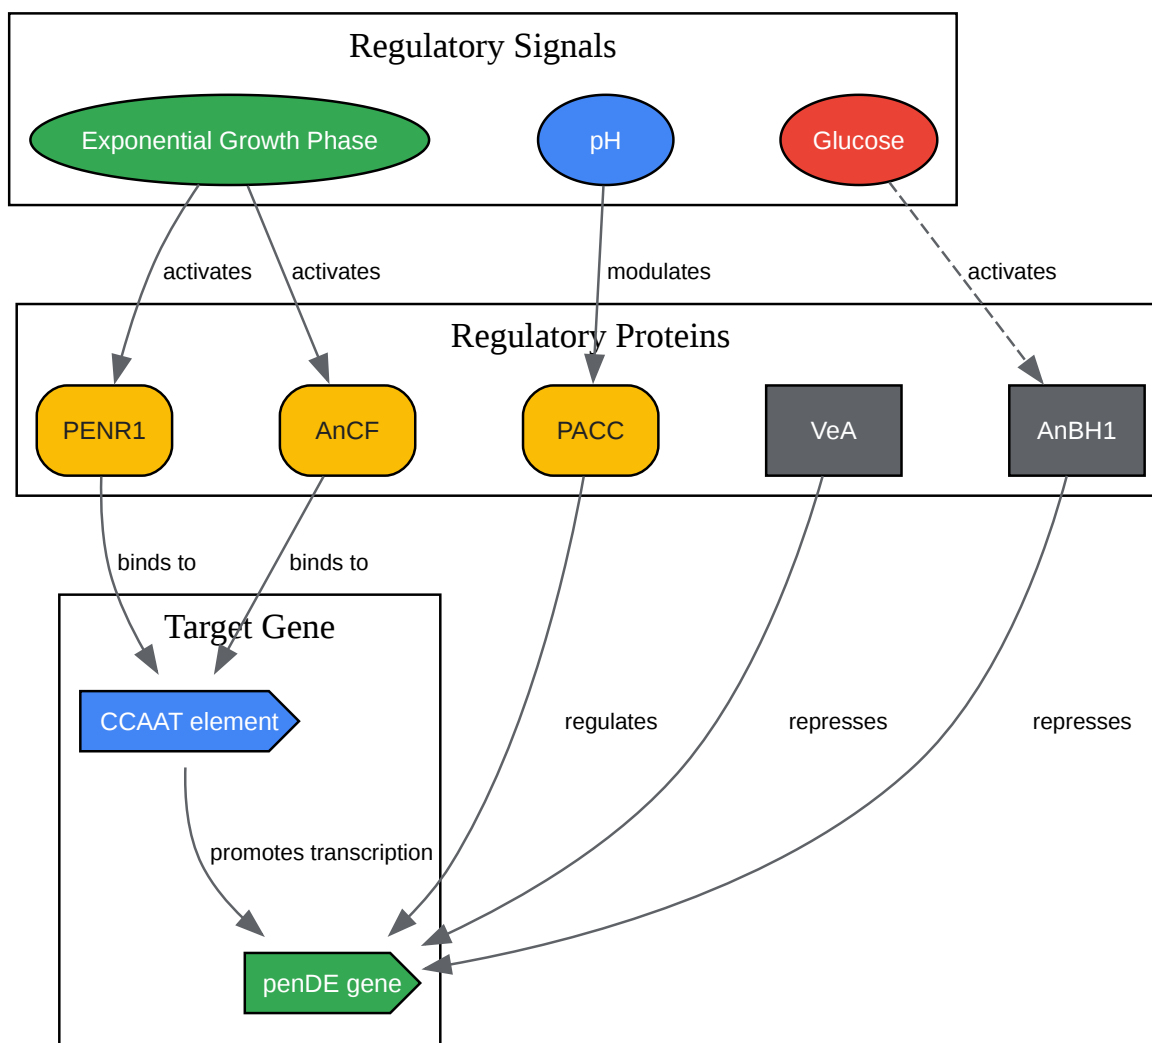 Regulatory Signals
Exponential Growth Phase
pH
Glucose
activates
activates
modulates
activates
Regulatory Proteins
PENR1
AnCF
PACC
VeA
AnBH1
binds to
binds to
Target Gene
CCAAT element
regulates
represses
represses
promotes transcription
penDE gene